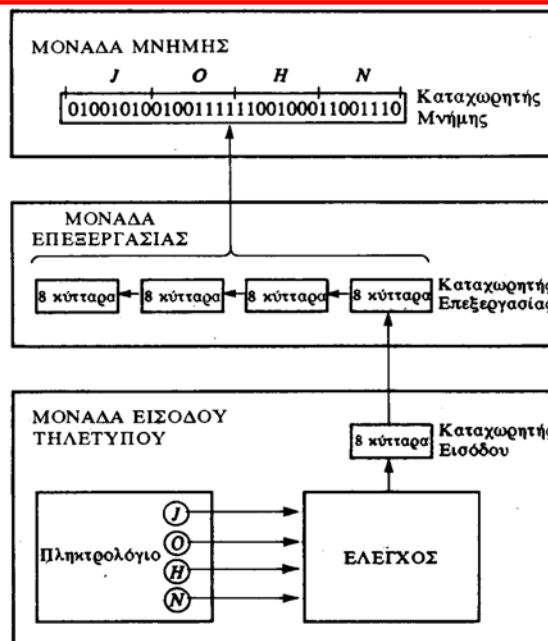 ΜΟΝΑΔΑ ΜΝΗΜΗΣ
J O H N
01001010010011111100100011001110
Καταχωρητής
Μνήμης
ΜΟΝΑΔΑ
ΕΠΕΞΕΡΓΑΣΙΑΣ
8 κύτταρα 8 κύτταρα 8 κύτταρα 8 κύτταρα
Καταχωρητής
Επεξεργασίας
ΜΟΝΑΔΑ ΕΙΣΟΔΟΥ
ΤΗΛΕΤΥΠΟΥ
8 κύτταρα
Καταχωρητής
Εισόδου
Πληκτρολόγιο
J
O
H
N
ΕΛΕΓΧΟΣ